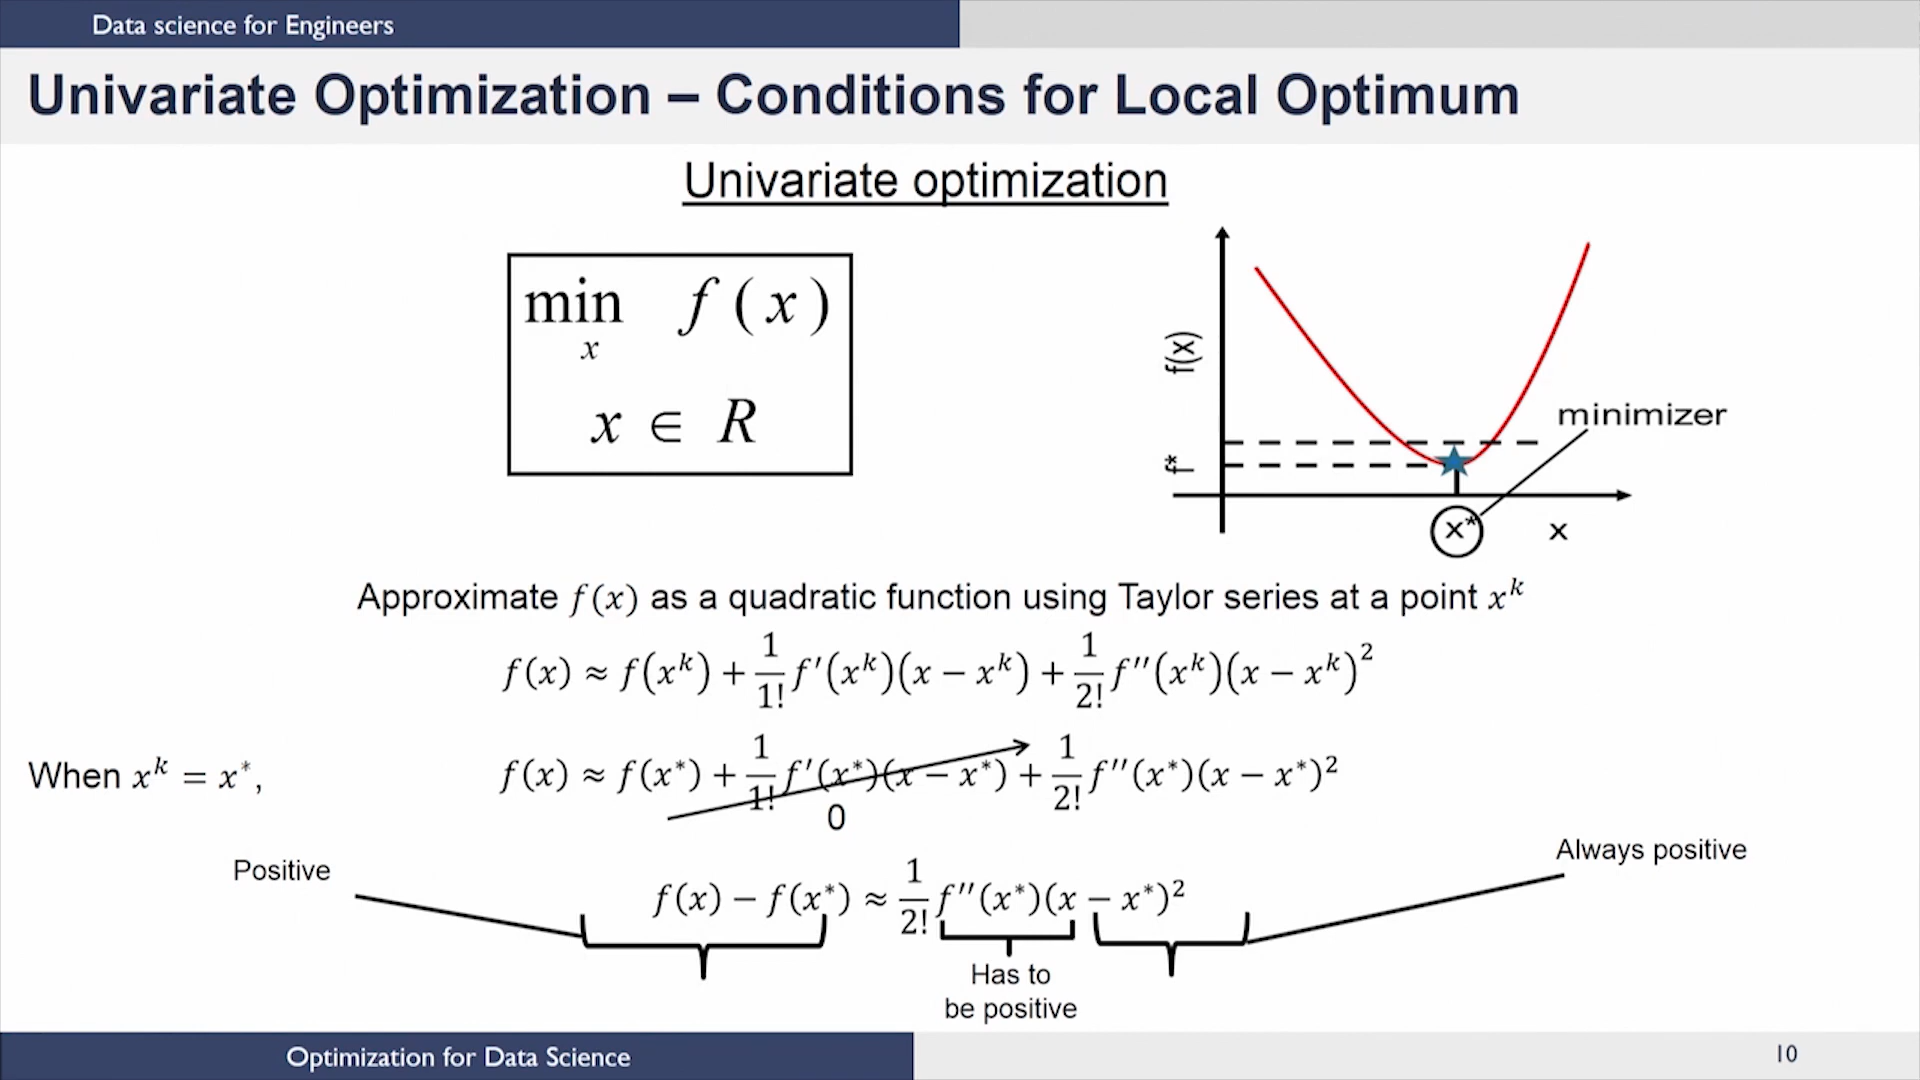 Data science for Engineers
Univariate Optimization – Conditions for Local Optimum
Univariate optimization
min f(x)
x
x ∈ R
f(x)
f*
minimizer
x*
x
Approximate f(x) as a quadratic function using Taylor series at a point x^k
f(x) ≈ f(x^k) + 1/1! f′(x^k)(x − x^k) + 1/2! f′′(x^k)(x − x^k)^2
When x^k = x*,
f(x) ≈ f(x*) + 1/1! f′(x*)(x − x*) + 1/2! f′′(x*)(x − x*)^2
0
Positive
Always positive
f(x) − f(x*) ≈ 1/2! f′′(x*)(x − x*)^2
Has to
be positive
Optimization for Data Science
10